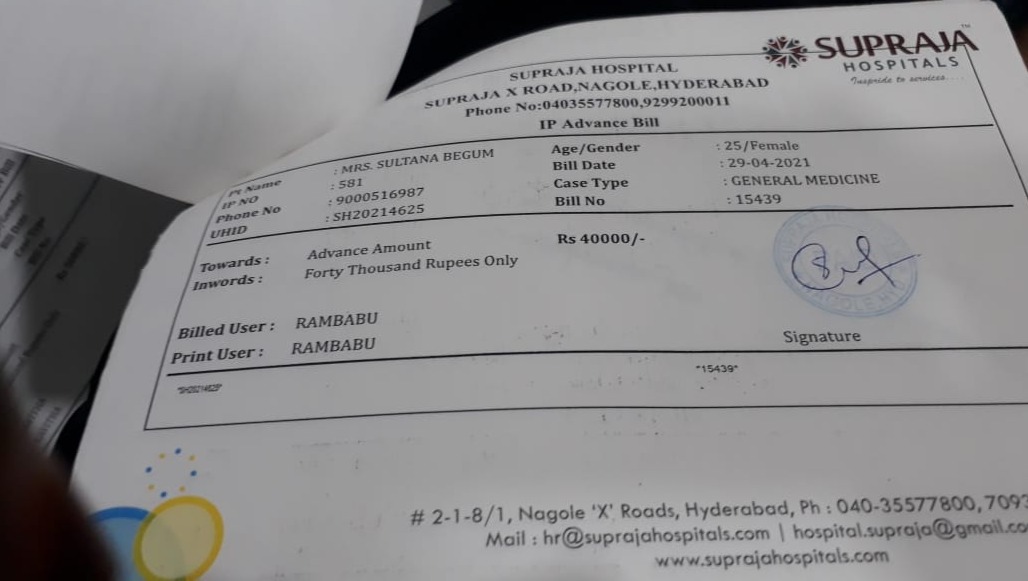 SUPRAJA
HOSPITALS
Inspride to services....
SUPRAJA HOSPITAL
SUPRAJA X ROAD,NAGOLE,HYDERABAD
Phone No:04035577800,9299200011
IP Advance Bill
Pt Name : MRS. SULTANA BEGUM Age/Gender : 25/Female
IP NO : 581 Bill Date : 29-04-2021
Phone No : 9000516987 Case Type : GENERAL MEDICINE
UHID : SH20214625 Bill No : 15439
Towards : Advance Amount Rs 40000/-
Inwords : Forty Thousand Rupees Only
Billed User : RAMBABU
Print User : RAMBABU Signature
*SH20214625* *15439*
# 2-1-8/1, Nagole 'X' Roads, Hyderabad, Ph : 040-35577800, 709
Mail : hr@suprajahospitals.com | hospital.supraja@gmail.co
www.suprajahospitals.com